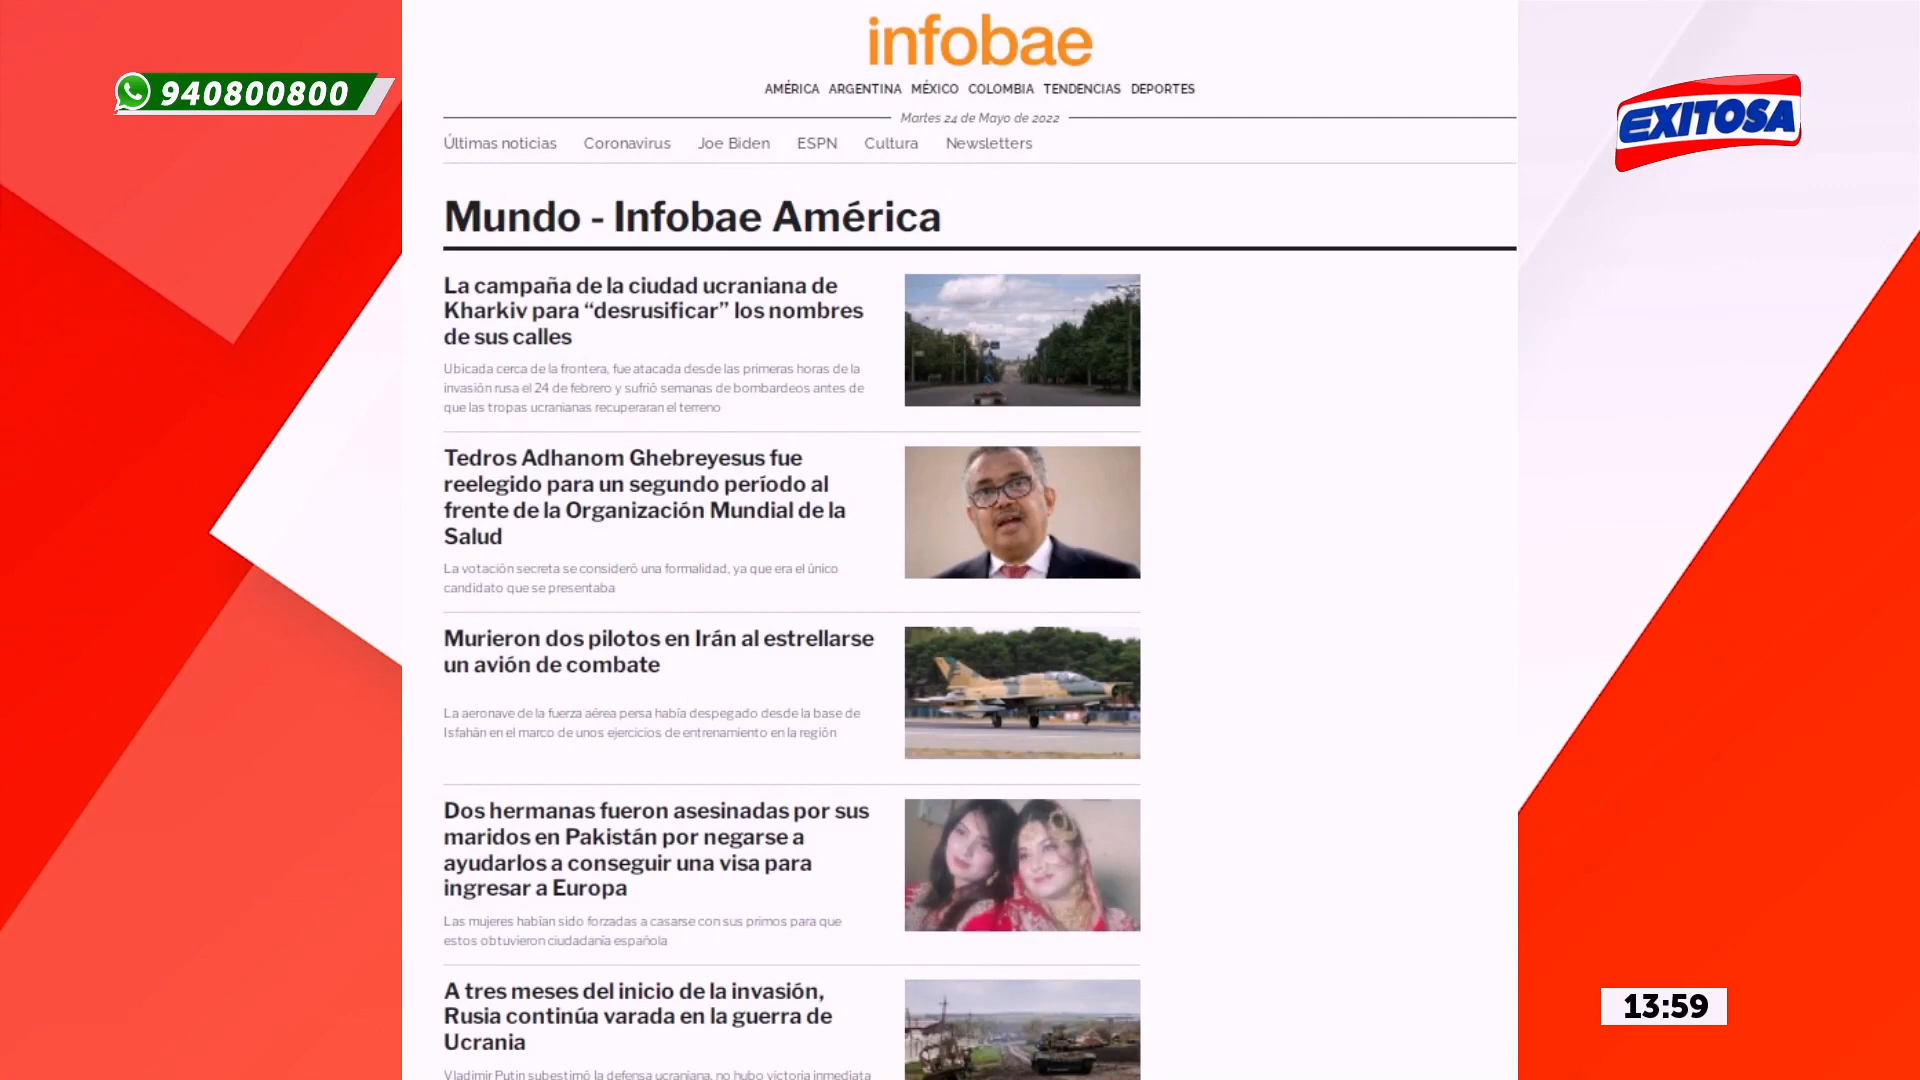 940800800
EXITOSA
infobae
AMÉRICA ARGENTINA MÉXICO COLOMBIA TENDENCIAS DEPORTES
Martes 24 de Mayo de 2022
Últimas noticias Coronavirus Joe Biden ESPN Cultura Newsletters
Mundo - Infobae América
La campaña de la ciudad ucraniana de
Kharkiv para “desrusificar” los nombres
de sus calles
Ubicada cerca de la frontera, fue atacada desde las primeras horas de la
invasión rusa el 24 de febrero y sufrió semanas de bombardeos antes de
que las tropas ucranianas recuperaran el terreno
Tedros Adhanom Ghebreyesus fue
reelegido para un segundo período al
frente de la Organización Mundial de la
Salud
La votación secreta se consideró una formalidad, ya que era el único
candidato que se presentaba
Murieron dos pilotos en Irán al estrellarse
un avión de combate
La aeronave de la fuerza aérea persa había despegado desde la base de
Isfahán en el marco de unos ejercicios de entrenamiento en la región
Dos hermanas fueron asesinadas por sus
maridos en Pakistán por negarse a
ayudarlos a conseguir una visa para
ingresar a Europa
Las mujeres habían sido forzadas a casarse con sus primos para que
estos obtuvieron ciudadanía española
A tres meses del inicio de la invasión,
Rusia continúa varada en la guerra de
Ucrania
Vladimir Putin subestimó la defensa ucraniana, no hubo victoria inmediata
13:59